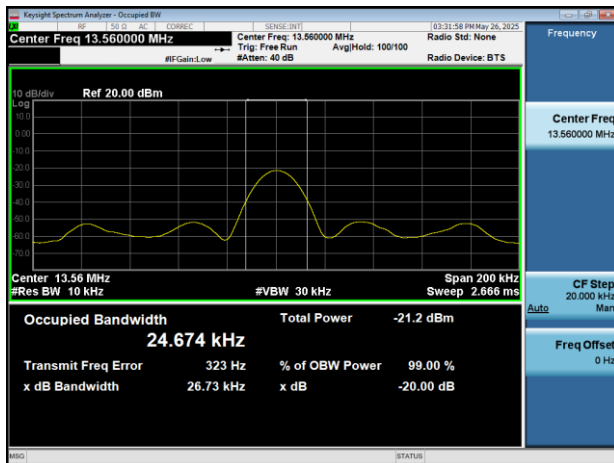 Keysight Spectrum Analyzer - Occupied BW
RF 50 Ω AC CORREC SENSE:INT 03:31:58 PM May 26, 2025
Center Freq 13.560000 MHz
Center Freq: 13.560000 MHz
Radio Std: None
Trig: Free Run Avg|Hold: 100/100
#IFGain:Low
#Atten: 40 dB
Radio Device: BTS
10 dB/div Ref 20.00 dBm
Log
10.0
0.00
-10.0
-20.0
-30.0
-40.0
-50.0
-60.0
-70.0
Center 13.56 MHz Span 200 kHz
#Res BW 10 kHz #VBW 30 kHz Sweep 2.666 ms
Occupied Bandwidth Total Power -21.2 dBm
24.674 kHz
Transmit Freq Error 323 Hz % of OBW Power 99.00 %
x dB Bandwidth 26.73 kHz x dB -20.00 dB
MSG STATUS
Frequency
Center Freq
13.560000 MHz
CF Step
20.000 kHz
Auto Man
Freq Offset
0 Hz